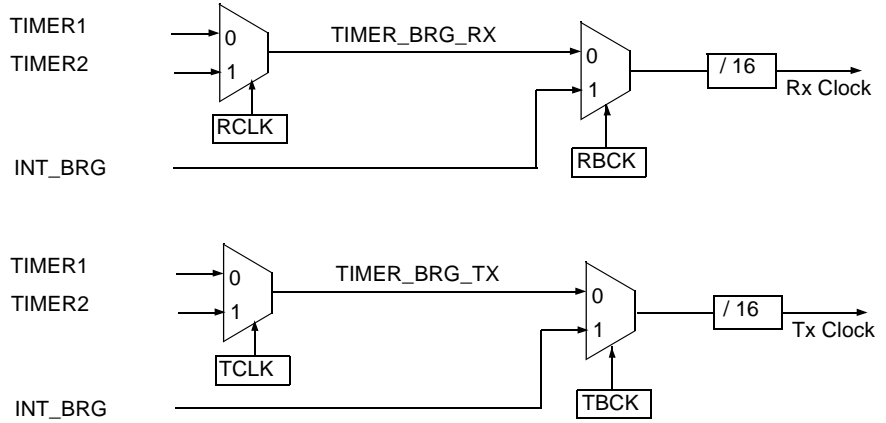 TIMER1
0
TIMER_BRG_RX
TIMER2
1
0
/ 16
1
Rx Clock
RCLK
INT_BRG
RBCK
TIMER1
0
TIMER_BRG_TX
TIMER2
1
0
/ 16
1
Tx Clock
TCLK
INT_BRG
TBCK